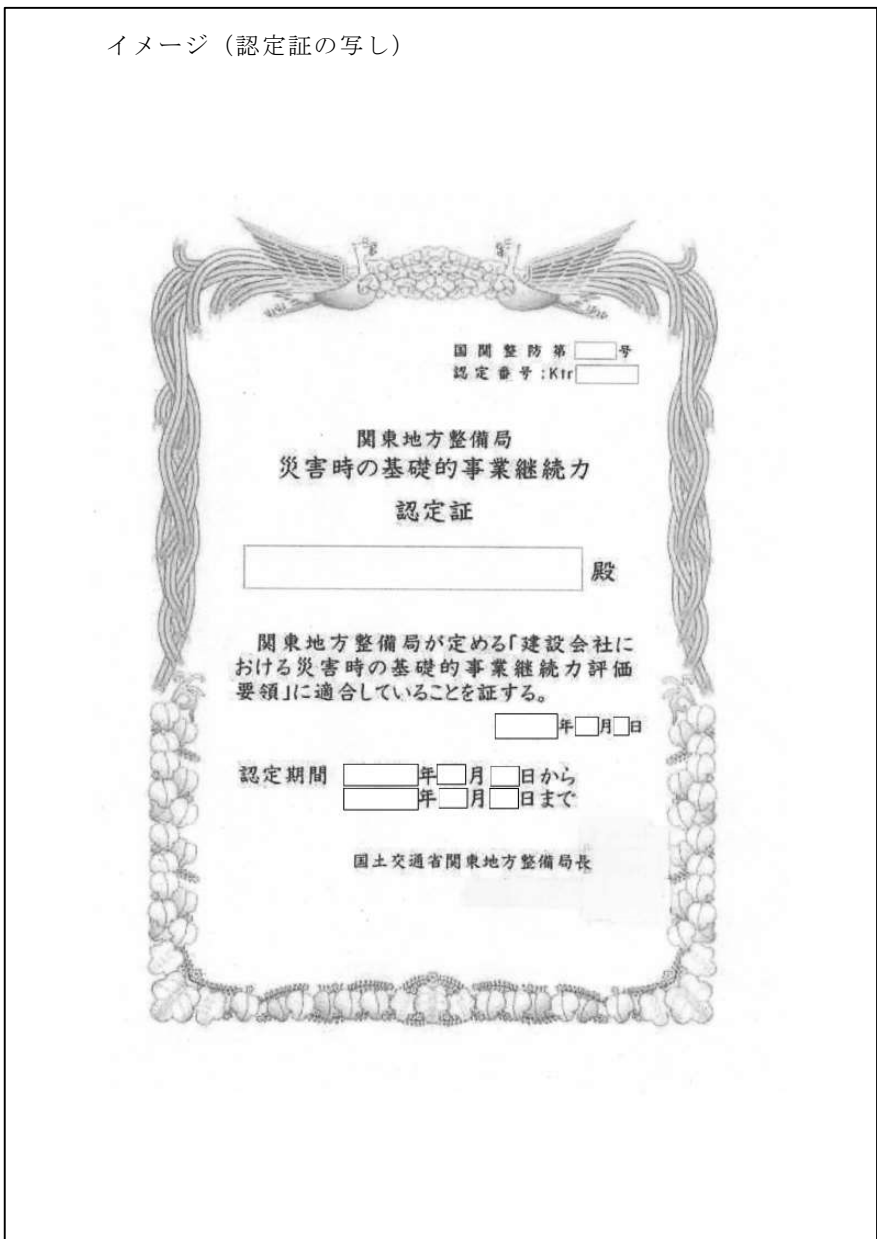 イメージ（認定証の写し）
国関整防第 号
認定番号:Ktr
関東地方整備局
災害時の基礎的事業継続力
認定証
殿
関東地方整備局が定める「建設会社に
おける災害時の基礎的事業継続力評価
要領」に適合していることを証する。
年 月 日
認定期間 年 月 日から
年 月 日まで
国土交通省関東地方整備局長